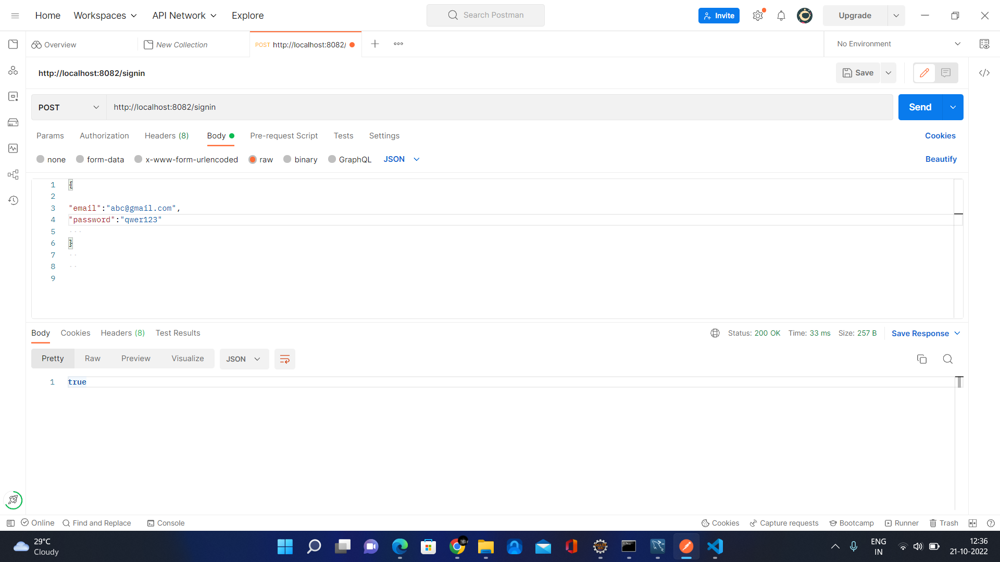 Home Workspaces API Network Explore Search Postman Invite Upgrade
Overview New Collection POST http://localhost:8082/ No Environment
http://localhost:8082/signin Save
POST http://localhost:8082/signin Send
Params Authorization Headers (8) Body Pre-request Script Tests Settings Cookies
none form-data x-www-form-urlencoded raw binary GraphQL JSON Beautify
1 {
2
3 "email":"abc@gmail.com",
4 "password":"qwer123"
5
6 }
7
8
9
Body Cookies Headers (8) Test Results Status: 200 OK Time: 33 ms Size: 257 B Save Response
Pretty Raw Preview Visualize JSON
1 true
Online Find and Replace Console Cookies Capture requests Bootcamp Runner Trash
29°C
Cloudy
ENG
IN
12:36
21-10-2022